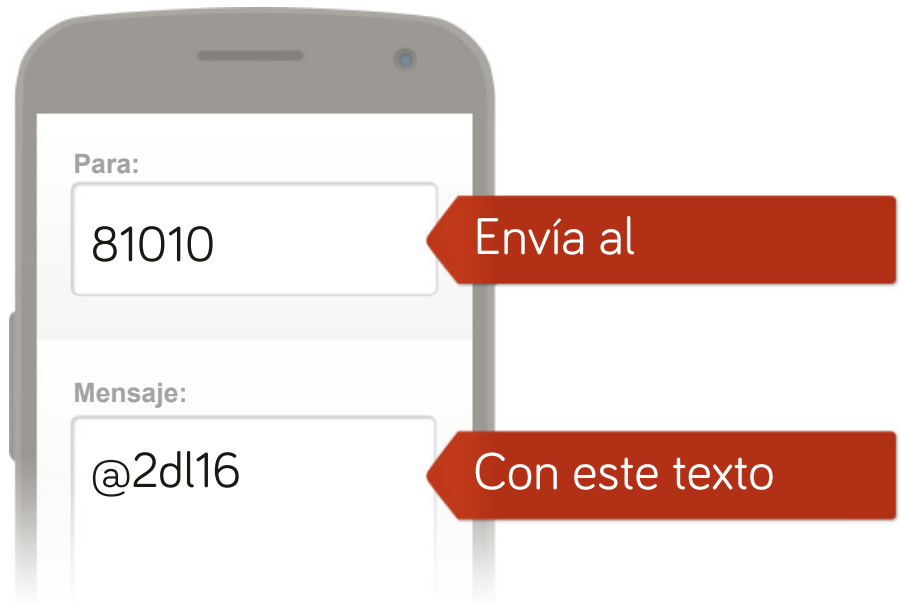 Para:
81010
Envía al
Mensaje:
@2dl16
Con este texto